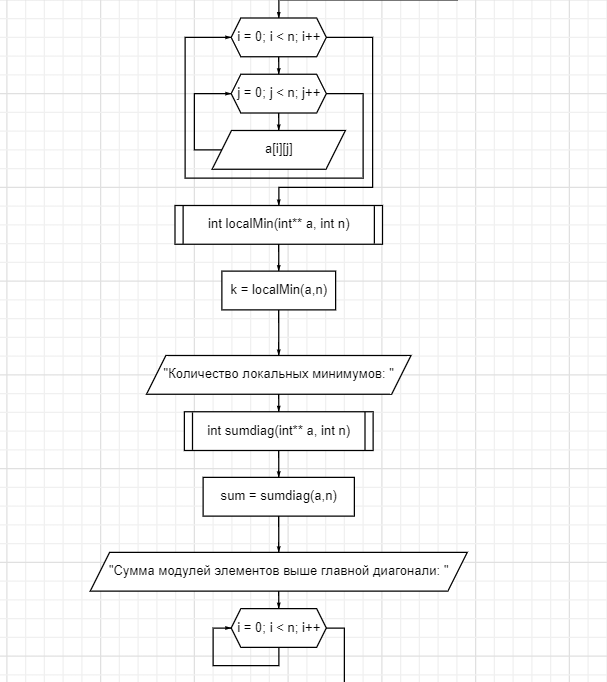 i = 0; i < n; i++
j = 0; j < n; j++
a[i][j]
int localMin(int** a, int n)
k = localMin(a,n)
"Количество локальных минимумов: "
int sumdiag(int** a, int n)
sum = sumdiag(a,n)
"Сумма модулей элементов выше главной диагонали: "
i = 0; i < n; i++